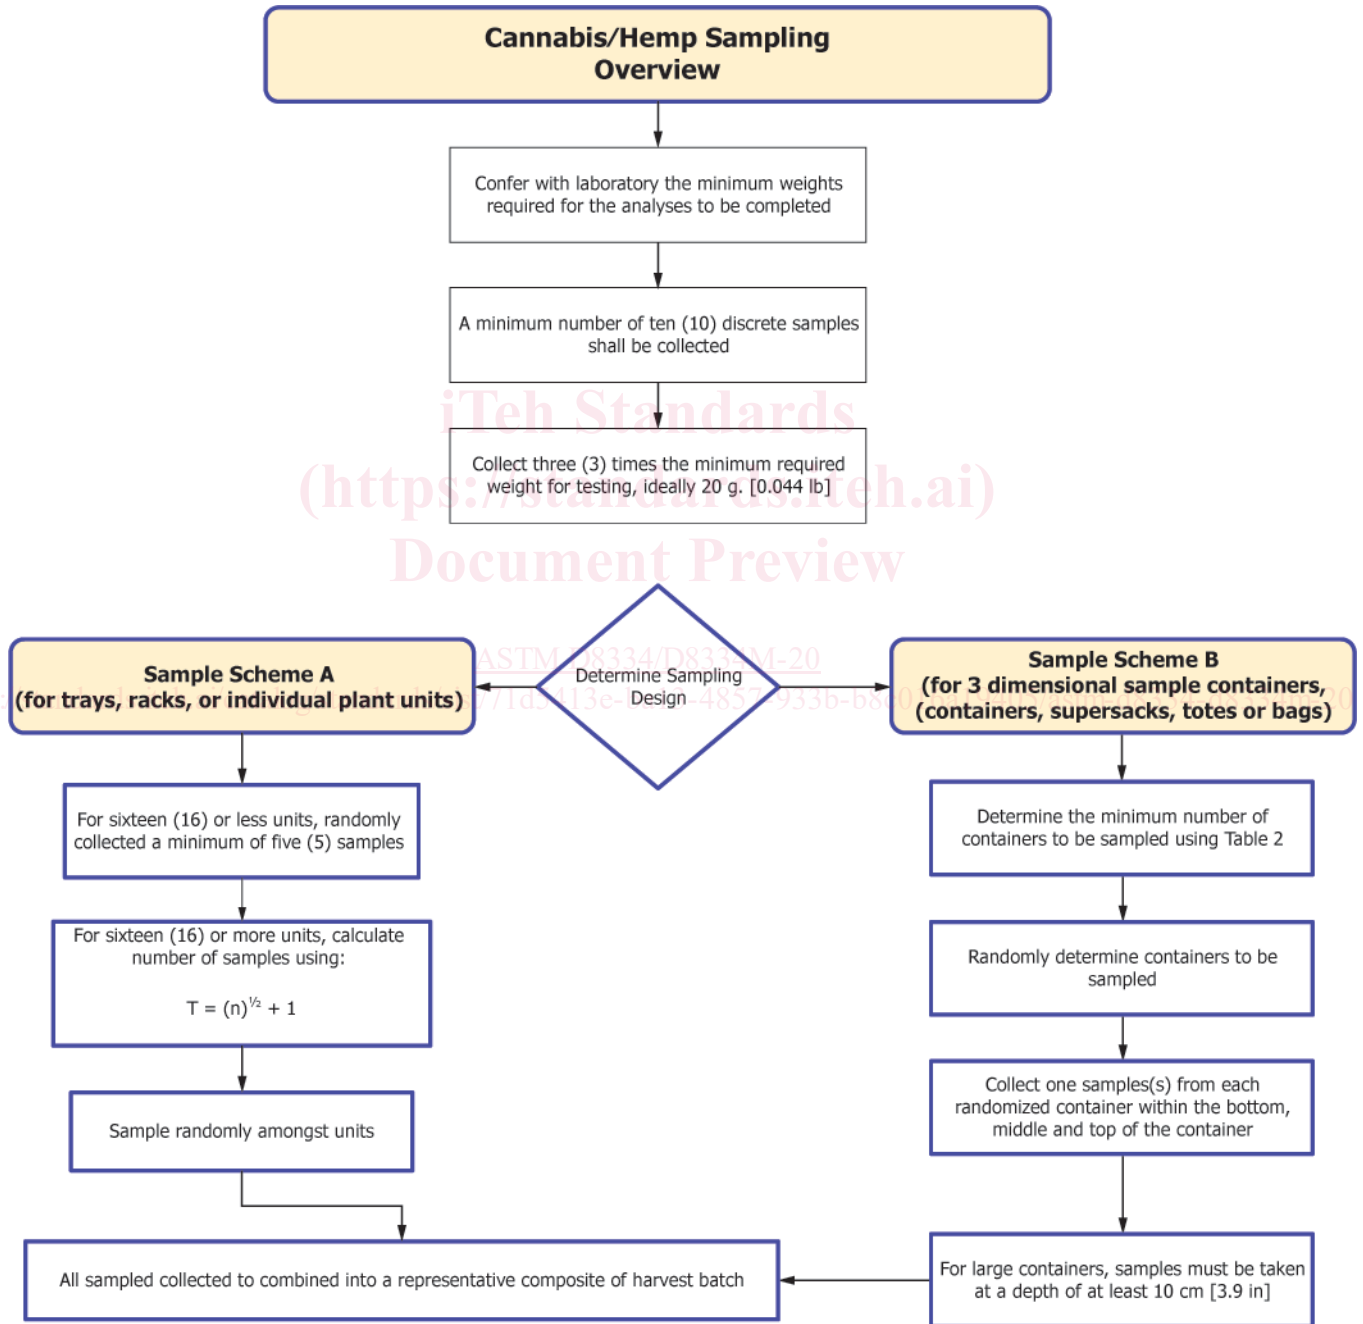 Cannabis/Hemp Sampling
Overview
Confer with laboratory the minimum weights
required for the analyses to be completed
A minimum number of ten (10) discrete samples
shall be collected
iTeh Standards
Collect three (3) times the minimum required
weight for testing, ideally 20 g. [0.044 lb]
(https://standards.iteh.ai)
Document Preview
ASTM D8334/D8334M-20
Sample Scheme A
(for trays, racks, or individual plant units)
Determine Sampling
Design
Sample Scheme B
(for 3 dimensional sample containers,
(containers, supersacks, totes or bags)
For sixteen (16) or less units, randomly
collected a minimum of five (5) samples
For sixteen (16) or more units, calculate
number of samples using:
T = (n)^½ + 1
Sample randomly amongst units
Determine the minimum number of
containers to be sampled using Table 2
Randomly determine containers to be
sampled
Collect one samples(s) from each
randomized container within the bottom,
middle and top of the container
For large containers, samples must be taken
at a depth of at least 10 cm [3.9 in]
All sampled collected to combined into a representative composite of harvest batch